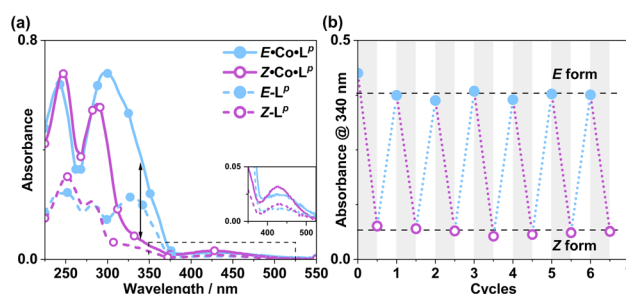 (a)
0.8
Absorbance
0.0
E•Co•Lᵖ
Z•Co•Lᵖ
E-Lᵖ
Z-Lᵖ
0.05
0.00
400 500
250 300 350 400 450 500 550
Wavelength / nm
(b)
0.5
Absorbance @ 340 nm
0.0
E form
Z form
0 1 2 3 4 5 6 7
Cycles